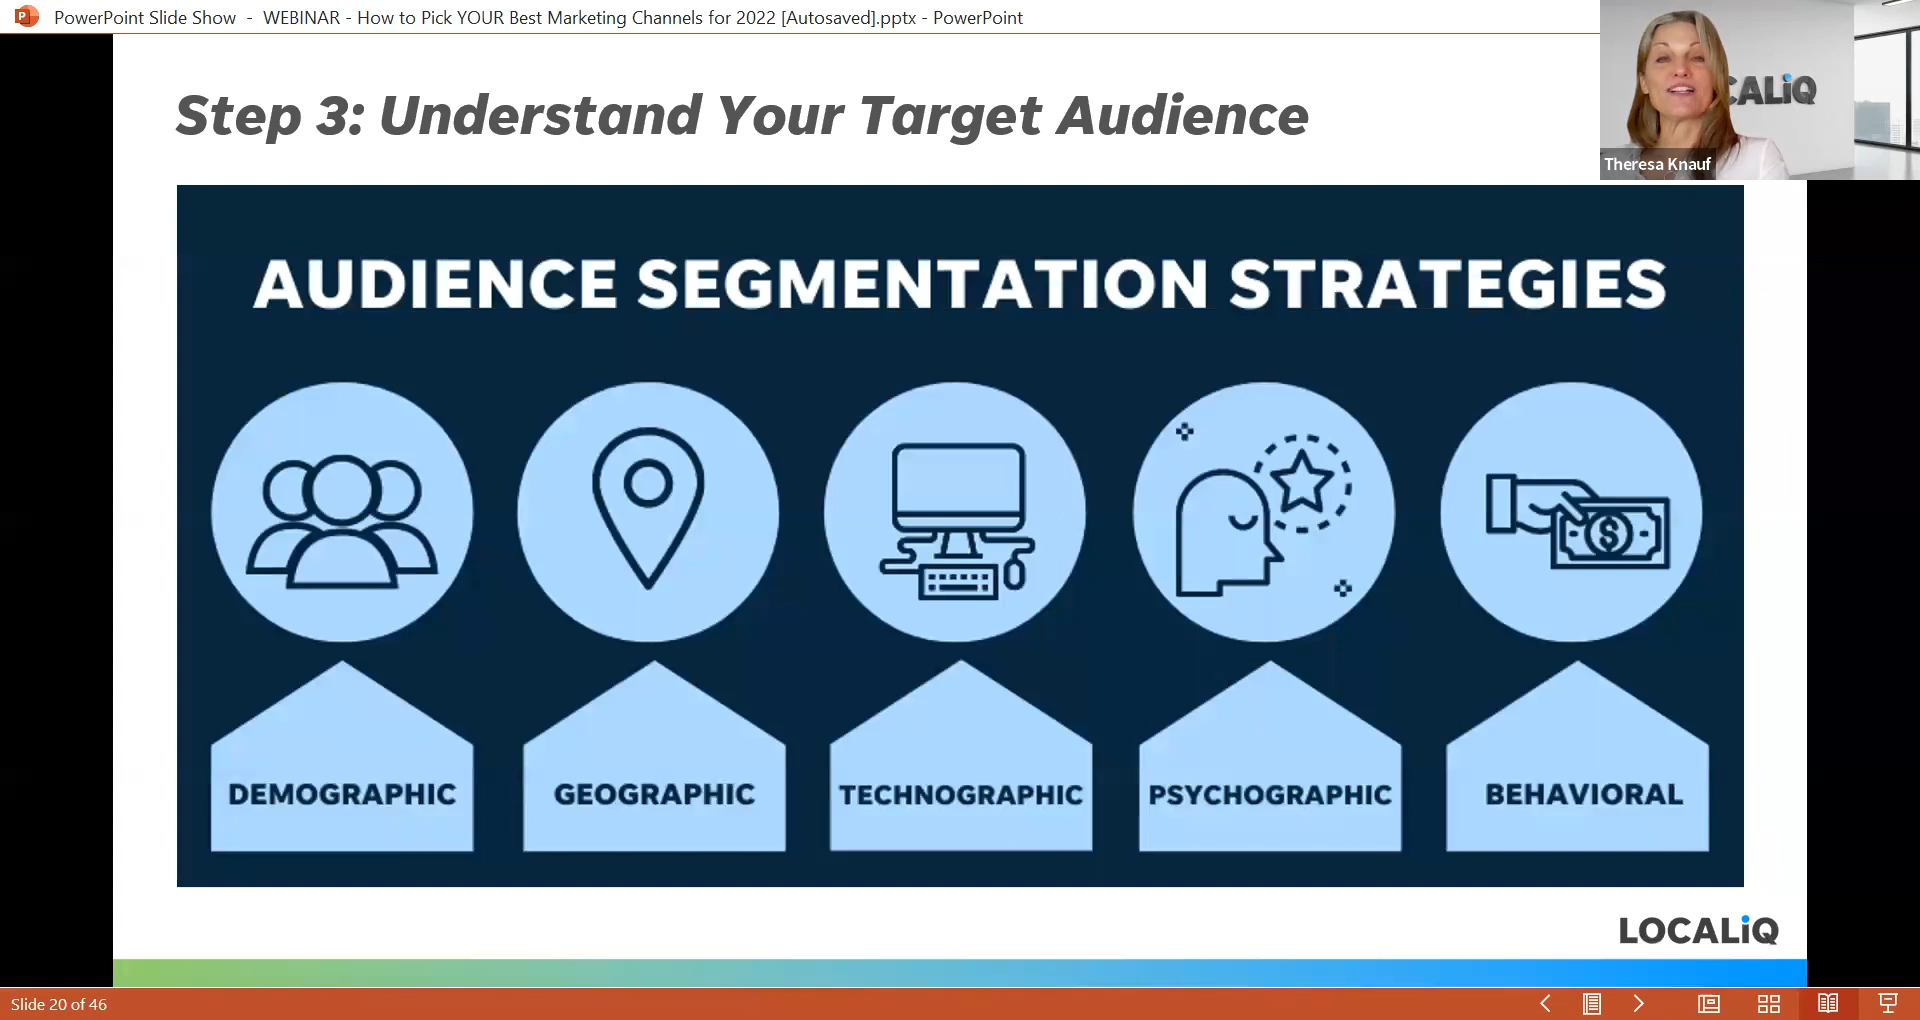 PowerPoint Slide Show - WEBINAR - How to Pick YOUR Best Marketing Channels for 2022 [Autosaved].pptx - PowerPoint
CALiQ
Theresa Knauf
Step 3: Understand Your Target Audience
AUDIENCE SEGMENTATION STRATEGIES
$
DEMOGRAPHIC
GEOGRAPHIC
TECHNOGRAPHIC
PSYCHOGRAPHIC
BEHAVIORAL
LOCALiQ
Slide 20 of 46